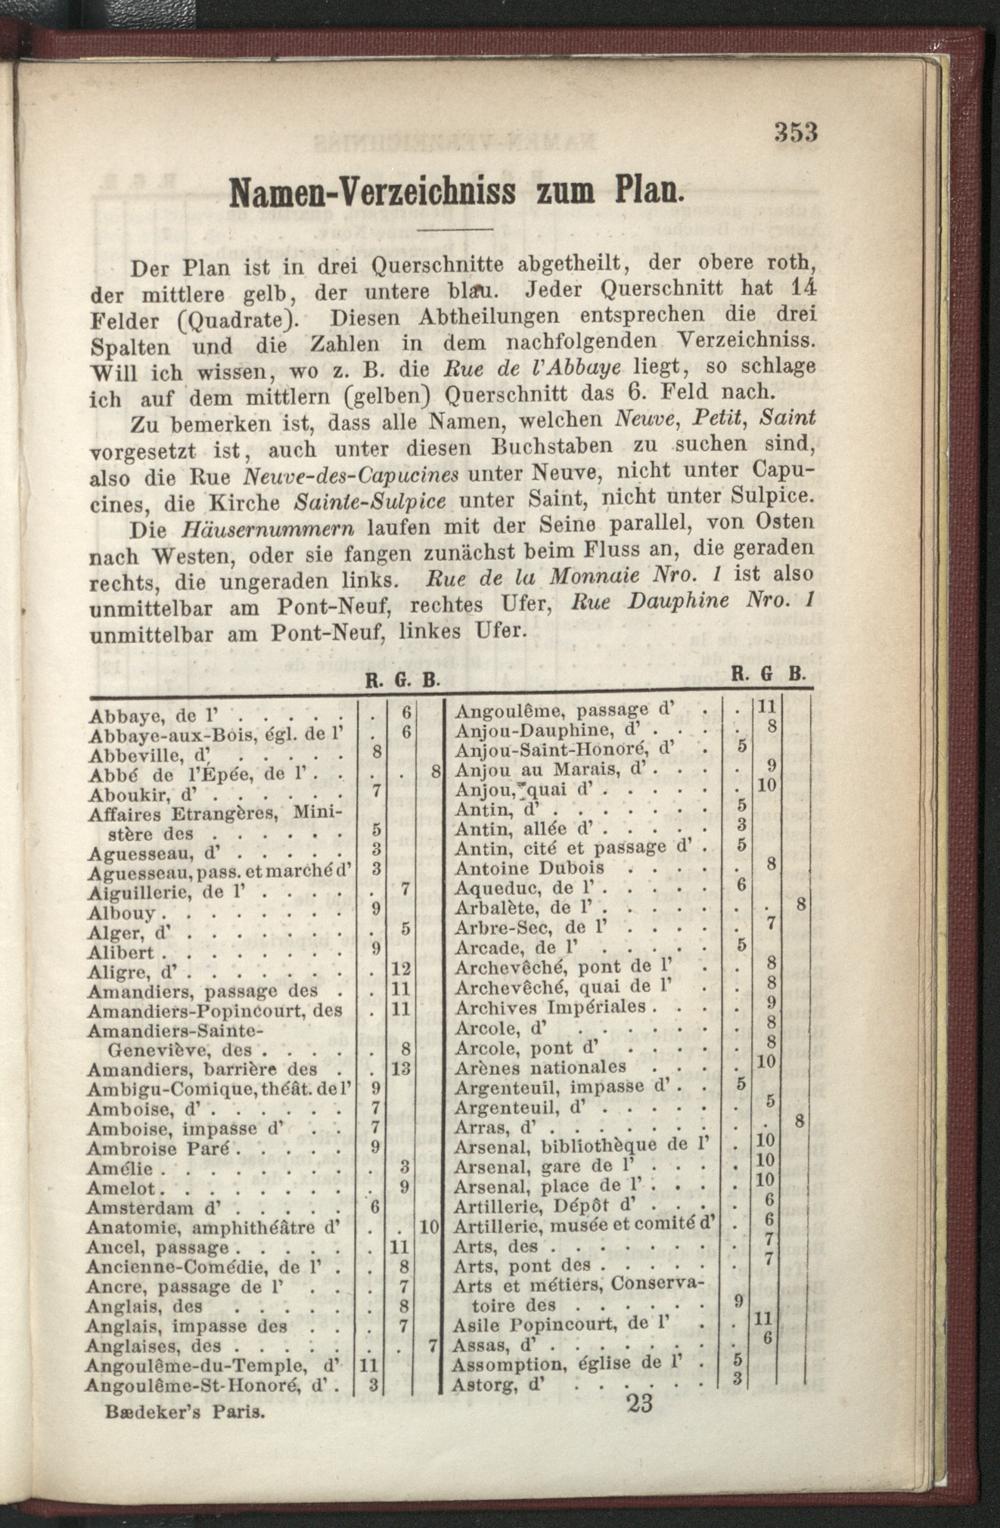 353
Namen-Verzeichniss zum Plan.
Der Plan ist in drei Querschnitte abgetheilt, der obere roth,
der mittlere gelb, der untere blau. Jeder Querschnitt hat 14
Felder (Quadrate). Diesen Abtheilungen entsprechen die drei
Spalten und die Zahlen in dem nachfolgenden Verzeichniss.
Will ich wissen, wo z. B. die Rue de l'Abbaye liegt, so schlage
ich auf dem mittlern (gelben) Querschnitt das 6. Feld nach.
Zu bemerken ist, dass alle Namen, welchen Neuve, Petit, Saint
vorgesetzt ist, auch unter diesen Buchstaben zu suchen sind,
also die Rue Neuve-des-Capucines unter Neuve, nicht unter Capu-
cines, die Kirche Sainte-Sulpice unter Saint, nicht unter Sulpice.
Die Häusernummern laufen mit der Seine parallel, von Osten
nach Westen, oder sie fangen zunächst beim Fluss an, die geraden
rechts, die ungeraden links. Rue de la Monnaie Nro. 1 ist also
unmittelbar am Pont-Neuf, rechtes Ufer, Rue Dauphine Nro. 1
unmittelbar am Pont-Neuf, linkes Ufer.
R. G. B.
Abbaye, de l' . . . . . . 6
Abbaye-aux-Bois, égl. de l' . 6
Abbeville, d' . . . . . 8
Abbé de l'Épée, de l' . . . . 8
Aboukir, d' . . . . . . 7
Affaires Etrangères, Mini-
stère des . . . . . . 5
Aguesseau, d' . . . . . 3
Aguesseau, pass. et marché d' 3
Aiguillerie, de l' . . . . . 7
Albouy . . . . . . . . 9
Alger, d' . . . . . . . . 5
Alibert . . . . . . . . 9
Aligre, d' . . . . . . . . 12
Amandiers, passage des . . 11
Amandiers-Popincourt, des . 11
Amandiers-Sainte-
Geneviève, des . . . . . 8
Amandiers, barrière des . . 13
Ambigu-Comique, théât. de l' 9
Amboise, d' . . . . . . 7
Amboise, impasse d' . . 7
Ambroise Paré . . . . . 9
Amélie . . . . . . . . . 3
Amelot . . . . . . . . . 9
Amsterdam d' . . . . . 6
Anatomie, amphithéâtre d' . . 10
Ancel, passage . . . . . . 11
Ancienne-Comédie, de l' . . 8
Ancre, passage de l' . . . 7
Anglais, des . . . . . . 8
Anglais, impasse des . . . 7
Anglaises, des . . . . . . . 7
Angoulême-du-Temple, d' 11
Angoulême-St-Honoré, d' . 3
R. G B.
Angoulême, passage d' . . 11
Anjou-Dauphine, d' . . . . 8
Anjou-Saint-Honoré, d' . 5
Anjou au Marais, d' . . . . 9
Anjou, quai d' . . . . . . 10
Antin, d' . . . . . . . 5
Antin, allée d' . . . . . 3
Antin, cité et passage d' . 5
Antoine Dubois . . . . . 8
Aqueduc, de l' . . . . . 6
Arbalète, de l' . . . . . . . 8
Arbre-Sec, de l' . . . . . 7
Arcade, de l' . . . . . 5
Archevêché, pont de l' . . 8
Archevêché, quai de l' . . 8
Archives Impériales . . . . 9
Arcole, d' . . . . . . . 8
Arcole, pont d' . . . . . 8
Arènes nationales . . . . 10
Argenteuil, impasse d' . . 5
Argenteuil, d' . . . . . . 5
Arras, d' . . . . . . . . 8
Arsenal, bibliothèque de l' . 10
Arsenal, gare de l' . . . . 10
Arsenal, place de l' . . . . 10
Artillerie, Dépôt d' . . . . 6
Artillerie, musée et comité d' . 6
Arts, des . . . . . . . . 7
Arts, pont des . . . . . . 7
Arts et métiers, Conserva-
toire des . . . . . . 9
Asile Popincourt, de l' . . 11
Assas, d' . . . . . . . . 6
Assomption, église de l' . 5
Astorg, d' . . . . . . 3
Bædeker's Paris.
23